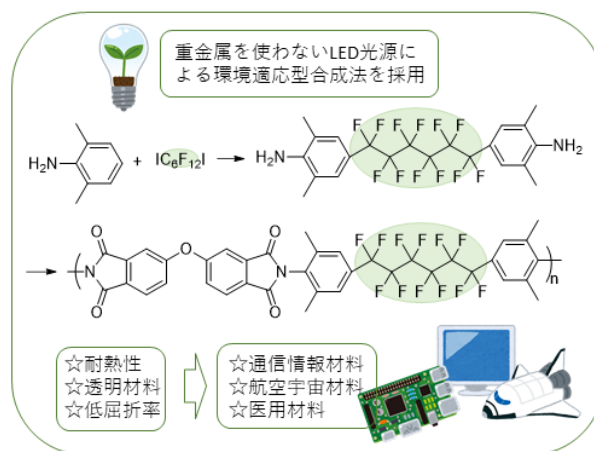 重金属を使わないLED光源に
よる環境適応型合成法を採用
H₂N + IC₆F₁₂I → H₂N F F F F F F F F F F F F NH₂
→ ( N O O O O O N F F F F F F F F F F F F )n
☆耐熱性
☆透明材料
☆低屈折率
☆通信情報材料
☆航空宇宙材料
☆医用材料